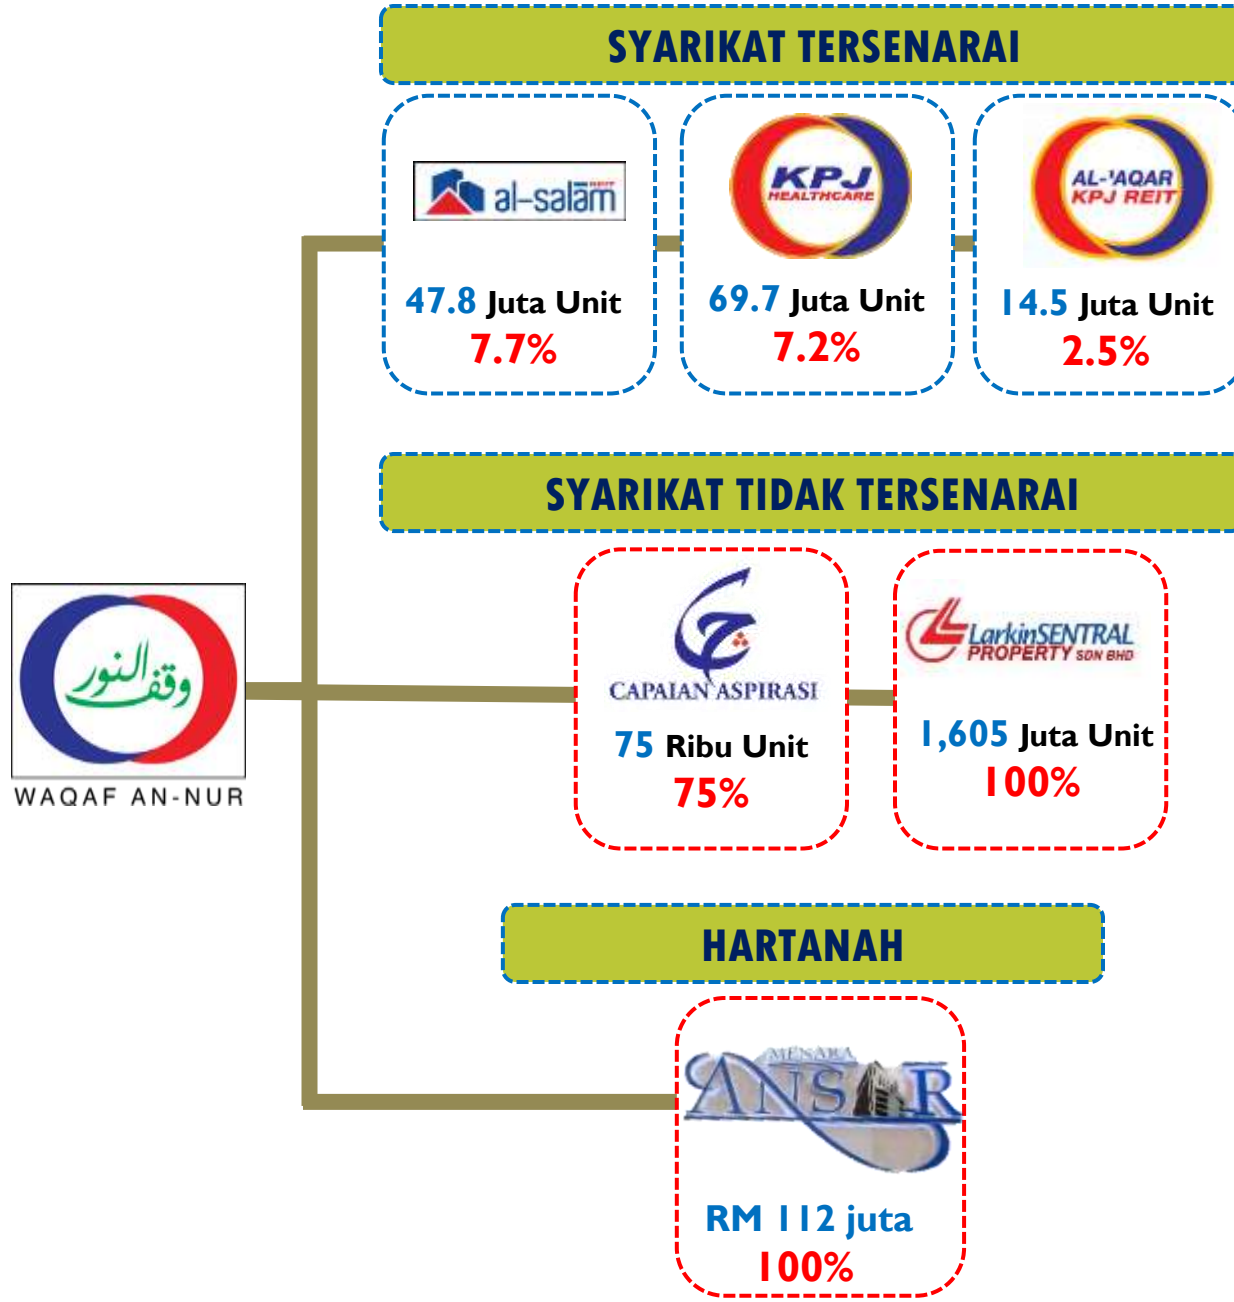 SYARIKAT TERSENARAI
al-salām
REIT
47.8 Juta Unit
7.7%
KPJ
HEALTHCARE
69.7 Juta Unit
7.2%
AL-'AQAR
KPJ REIT
14.5 Juta Unit
2.5%
SYARIKAT TIDAK TERSENARAI
وقف النور
WAQAF AN-NUR
CAPAIAN ASPIRASI
75 Ribu Unit
75%
LarkinSENTRAL
PROPERTY SDN BHD
1,605 Juta Unit
100%
HARTANAH
MENARA
ANSAR
RM 112 juta
100%